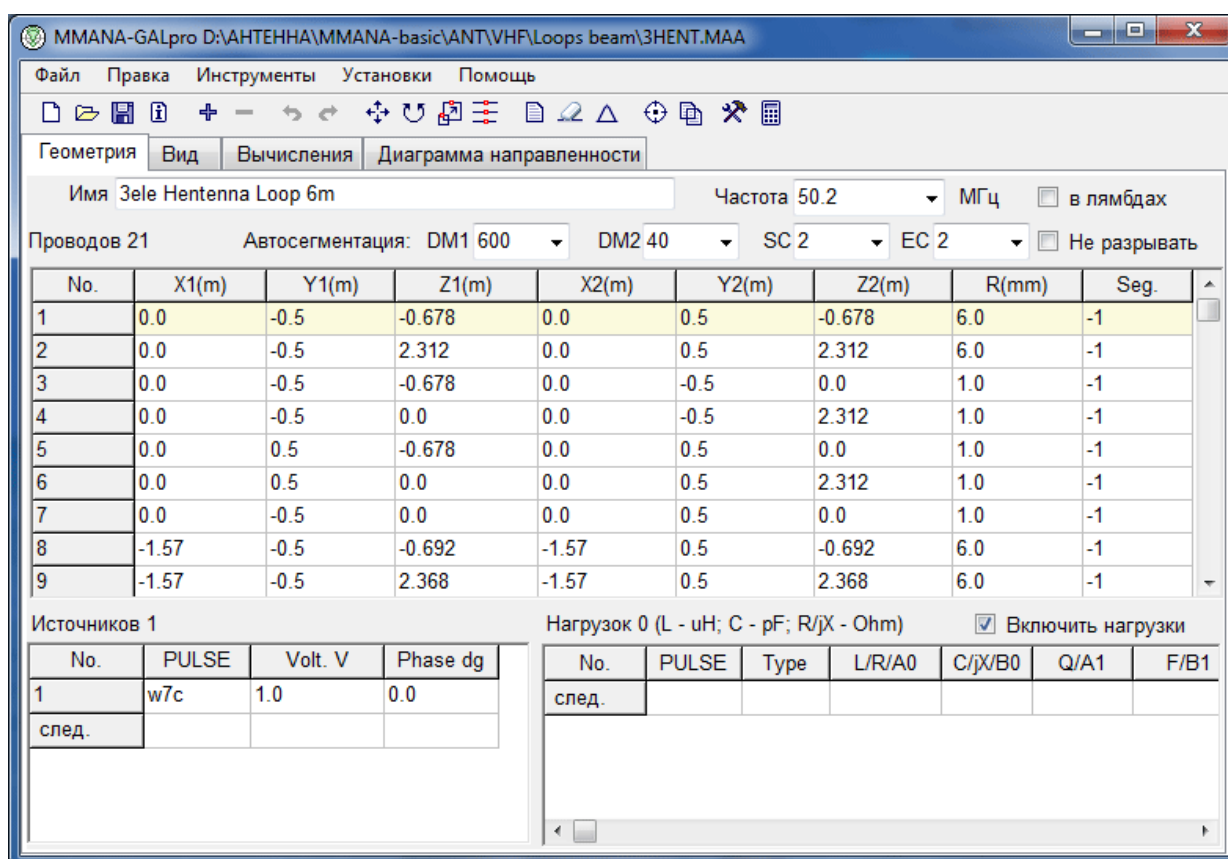 MMANA-GALpro D:\АНТЕННА\MMANA-basic\ANT\VHF\Loops beam\3HENT.MAA
Файл Правка Инструменты Установки Помощь
Геометрия Вид Вычисления Диаграмма направленности
Имя 3ele Hentenna Loop 6m Частота 50.2 МГц в лямбдах
Проводов 21 Автосегментация: DM1 600 DM2 40 SC 2 EC 2 Не разрывать
No. X1(m) Y1(m) Z1(m) X2(m) Y2(m) Z2(m) R(mm) Seg.
1 0.0 -0.5 -0.678 0.0 0.5 -0.678 6.0 -1
2 0.0 -0.5 2.312 0.0 0.5 2.312 6.0 -1
3 0.0 -0.5 -0.678 0.0 -0.5 0.0 1.0 -1
4 0.0 -0.5 0.0 0.0 -0.5 2.312 1.0 -1
5 0.0 0.5 -0.678 0.0 0.5 0.0 1.0 -1
6 0.0 0.5 0.0 0.0 0.5 2.312 1.0 -1
7 0.0 -0.5 0.0 0.0 0.5 0.0 1.0 -1
8 -1.57 -0.5 -0.692 -1.57 0.5 -0.692 6.0 -1
9 -1.57 -0.5 2.368 -1.57 0.5 2.368 6.0 -1
Источников 1 Нагрузок 0 (L - uH; C - pF; R/jX - Ohm) Включить нагрузки
No. PULSE Volt. V Phase dg No. PULSE Type L/R/A0 C/jX/B0 Q/A1 F/B1
1 w7c 1.0 0.0 след.
след.